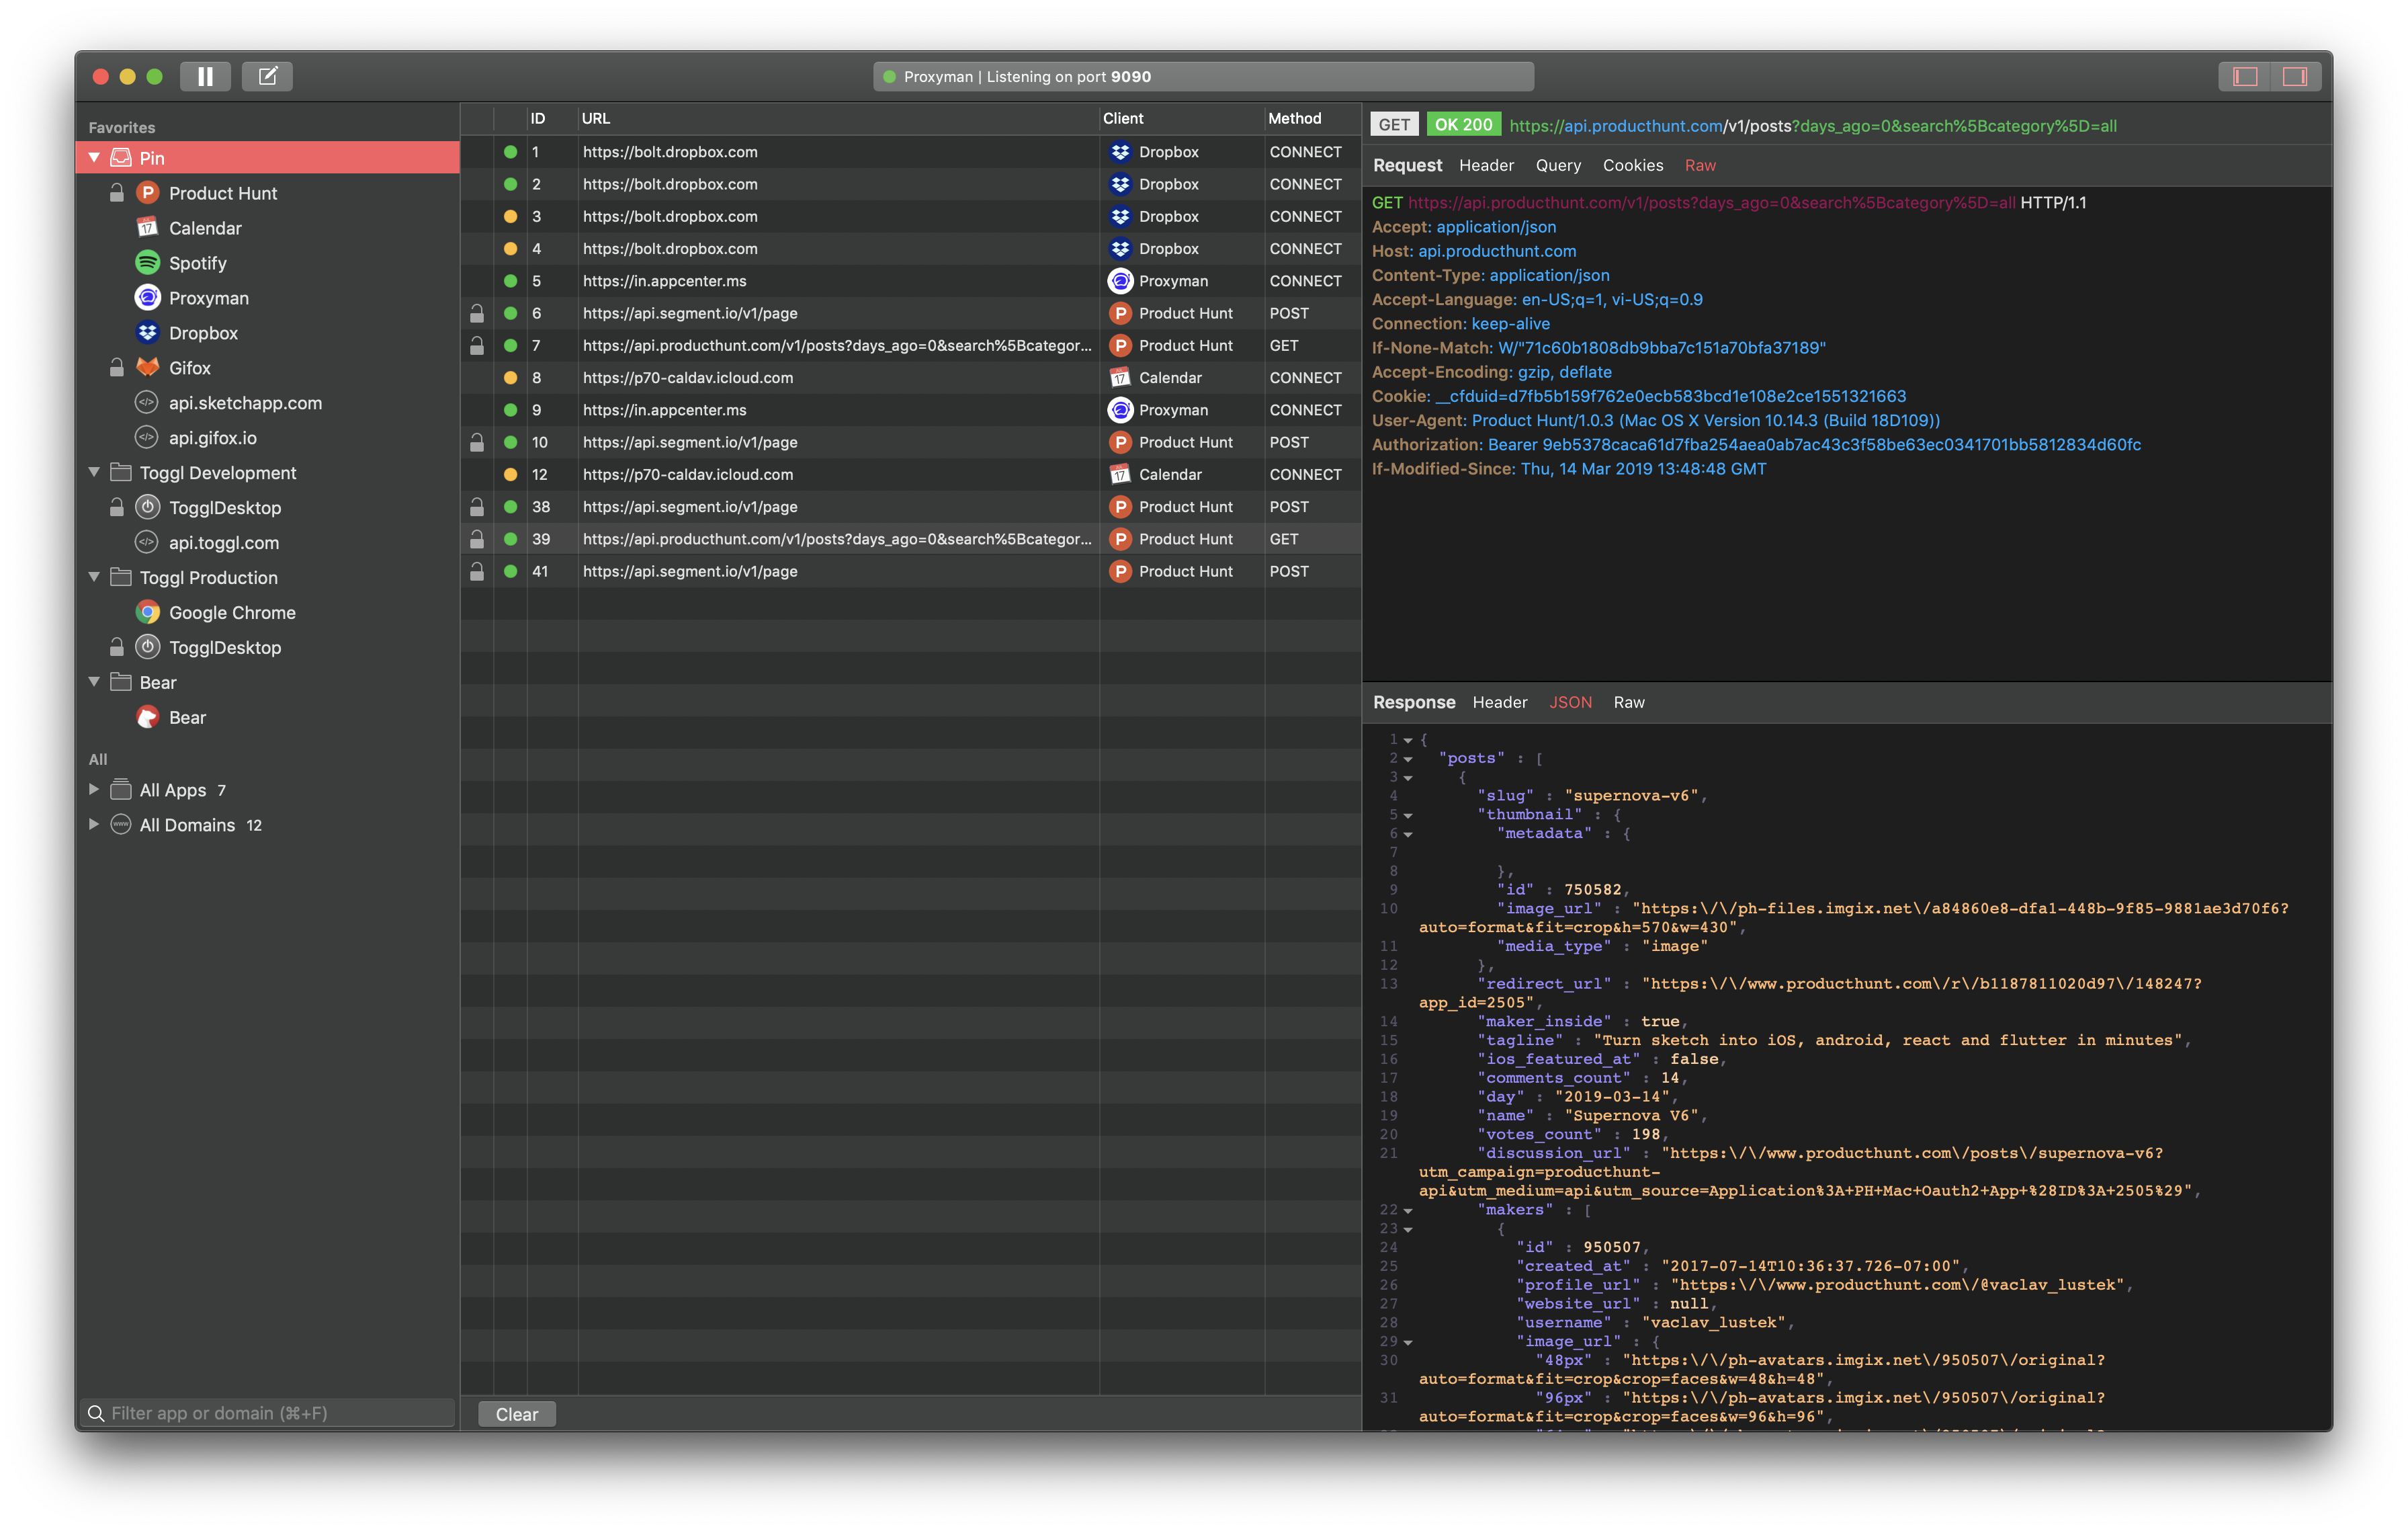 Proxyman | Listening on port 9090
Favorites
Pin
Product Hunt
Calendar
Spotify
Proxyman
Dropbox
Gifox
api.sketchapp.com
api.gifox.io
Toggl Development
TogglDesktop
api.toggl.com
Toggl Production
Google Chrome
TogglDesktop
Bear
Bear
All
All Apps 7
All Domains 12
Filter app or domain (⌘+F)
ID URL Client Method
1 https://bolt.dropbox.com Dropbox CONNECT
2 https://bolt.dropbox.com Dropbox CONNECT
3 https://bolt.dropbox.com Dropbox CONNECT
4 https://bolt.dropbox.com Dropbox CONNECT
5 https://in.appcenter.ms Proxyman CONNECT
6 https://api.segment.io/v1/page Product Hunt POST
7 https://api.producthunt.com/v1/posts?days_ago=0&search%5Bcategor... Product Hunt GET
8 https://p70-caldav.icloud.com Calendar CONNECT
9 https://in.appcenter.ms Proxyman CONNECT
10 https://api.segment.io/v1/page Product Hunt POST
12 https://p70-caldav.icloud.com Calendar CONNECT
38 https://api.segment.io/v1/page Product Hunt POST
39 https://api.producthunt.com/v1/posts?days_ago=0&search%5Bcategor... Product Hunt GET
41 https://api.segment.io/v1/page Product Hunt POST
Clear
GET OK 200 https://api.producthunt.com/v1/posts?days_ago=0&search%5Bcategory%5D=all
Request Header Query Cookies Raw
GET https://api.producthunt.com/v1/posts?days_ago=0&search%5Bcategory%5D=all HTTP/1.1
Accept: application/json
Host: api.producthunt.com
Content-Type: application/json
Accept-Language: en-US;q=1, vi-US;q=0.9
Connection: keep-alive
If-None-Match: W/"71c60b1808db9bba7c151a70bfa37189"
Accept-Encoding: gzip, deflate
Cookie: __cfduid=d7fb5b159f762e0ecb583bcd1e108e2ce1551321663
User-Agent: Product Hunt/1.0.3 (Mac OS X Version 10.14.3 (Build 18D109))
Authorization: Bearer 9eb5378caca61d7fba254aea0ab7ac43c3f58be63ec0341701bb5812834d60fc
If-Modified-Since: Thu, 14 Mar 2019 13:48:48 GMT
Response Header JSON Raw
1 {
2 "posts" : [
3 {
4 "slug" : "supernova-v6",
5 "thumbnail" : {
6 "metadata" : {
7
8 },
9 "id" : 750582,
10 "image_url" : "https:\/\/ph-files.imgix.net\/a84860e8-dfa1-448b-9f85-9881ae3d70f6?
auto=format&fit=crop&h=570&w=430",
11 "media_type" : "image"
12 },
13 "redirect_url" : "https:\/\/www.producthunt.com\/r\/b1187811020d97\/148247?
app_id=2505",
14 "maker_inside" : true,
15 "tagline" : "Turn sketch into iOS, android, react and flutter in minutes",
16 "ios_featured_at" : false,
17 "comments_count" : 14,
18 "day" : "2019-03-14",
19 "name" : "Supernova V6",
20 "votes_count" : 198,
21 "discussion_url" : "https:\/\/www.producthunt.com\/posts\/supernova-v6?
utm_campaign=producthunt-
api&utm_medium=api&utm_source=Application%3A+PH+Mac+Oauth2+App+%28ID%3A+2505%29",
22 "makers" : [
23 {
24 "id" : 950507,
25 "created_at" : "2017-07-14T10:36:37.726-07:00",
26 "profile_url" : "https:\/\/www.producthunt.com\/@vaclav_lustek",
27 "website_url" : null,
28 "username" : "vaclav_lustek",
29 "image_url" : {
30 "48px" : "https:\/\/ph-avatars.imgix.net\/950507\/original?
auto=format&fit=crop&crop=faces&w=48&h=48",
31 "96px" : "https:\/\/ph-avatars.imgix.net\/950507\/original?
auto=format&fit=crop&crop=faces&w=96&h=96",